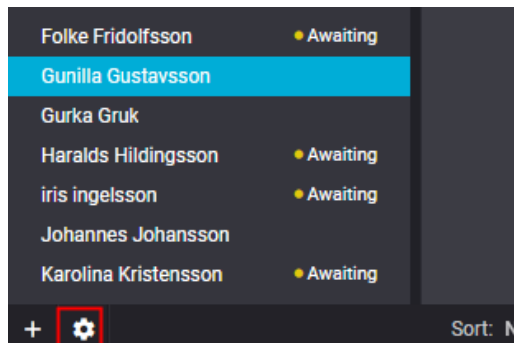 Folke Fridolfsson Awaiting
Gunilla Gustavsson
Gurka Gruk
Haralds Hildingsson Awaiting
iris ingelsson Awaiting
Johannes Johansson
Karolina Kristensson Awaiting
Sort: N